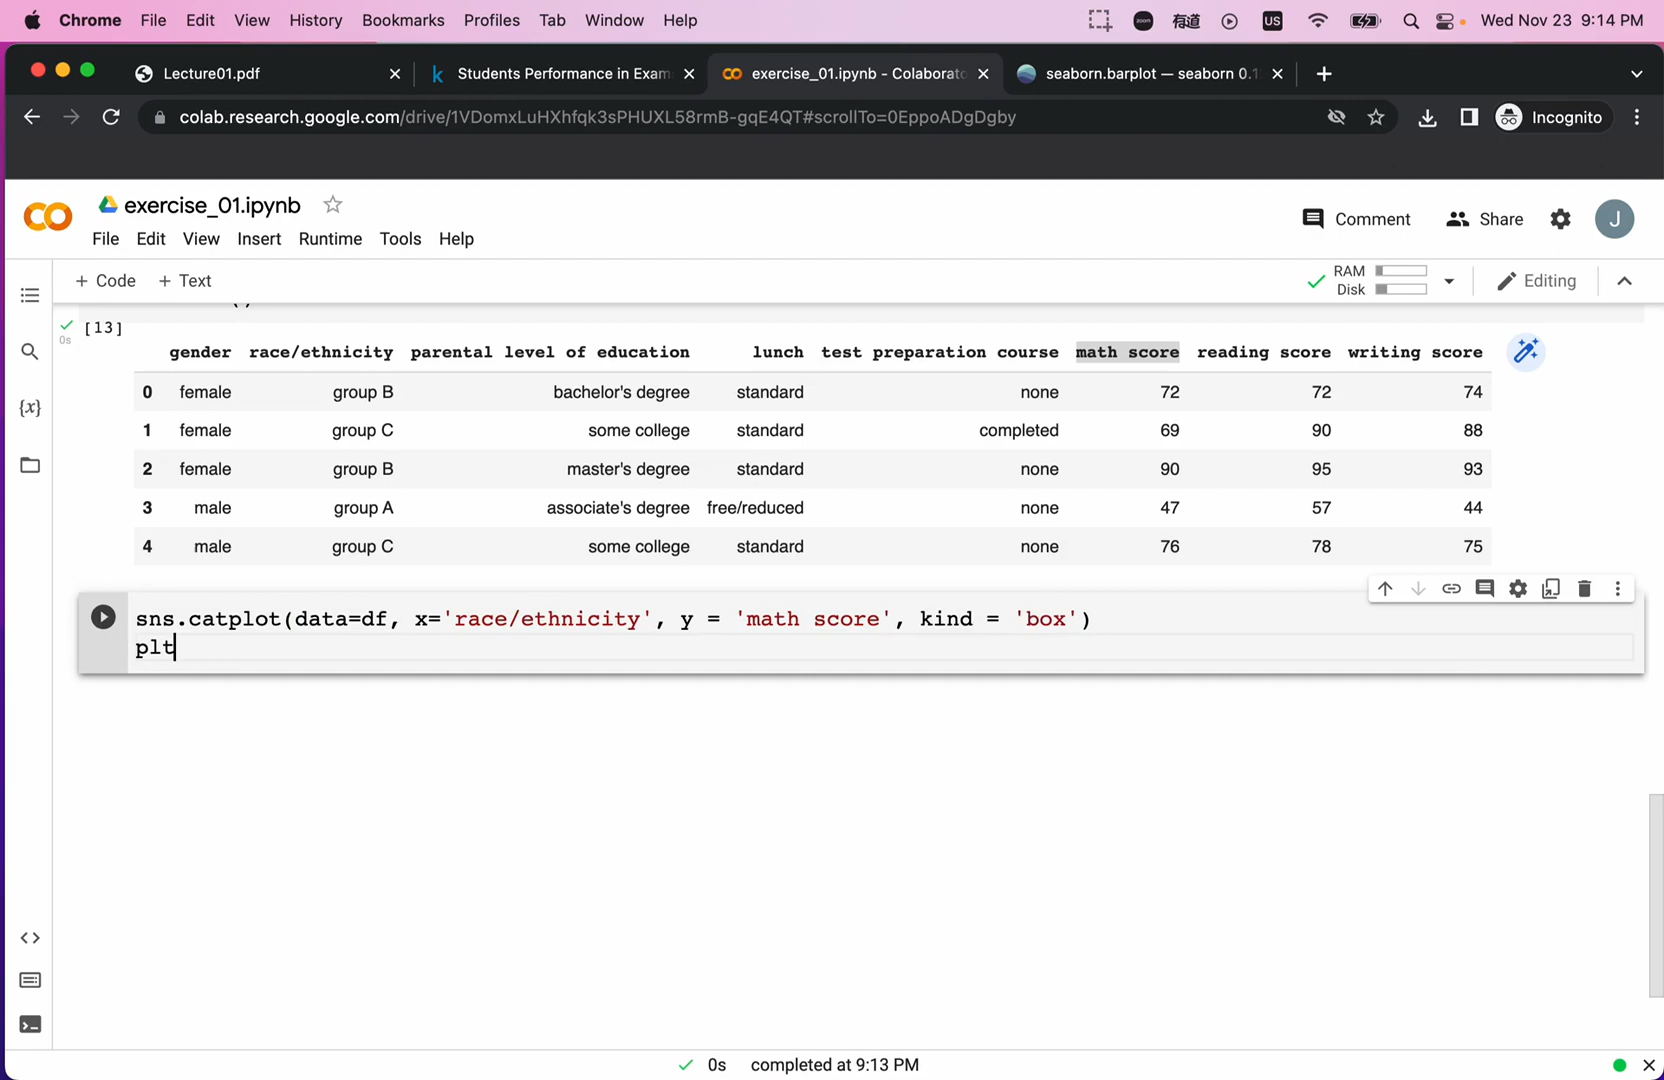 Chrome File Edit View History Bookmarks Profiles Tab Window Help zoom 有道 US Wed Nov 23 9:14 PM
Lecture01.pdf Students Performance in Exam exercise_01.ipynb - Colaborato seaborn.barplot — seaborn 0.1
colab.research.google.com/drive/1VDomxLuHXhfqk3sPHUXL58rmB-gqE4QT#scrollTo=0EppoADgDgby Incognito
exercise_01.ipynb
Comment Share J
File Edit View Insert Runtime Tools Help
+ Code + Text RAM Disk Editing
[13]
0s
gender race/ethnicity parental level of education lunch test preparation course math score reading score writing score
0 female group B bachelor's degree standard none 72 72 74
1 female group C some college standard completed 69 90 88
2 female group B master's degree standard none 90 95 93
3 male group A associate's degree free/reduced none 47 57 44
4 male group C some college standard none 76 78 75
sns.catplot(data=df, x='race/ethnicity', y = 'math score', kind = 'box')
plt
0s completed at 9:13 PM